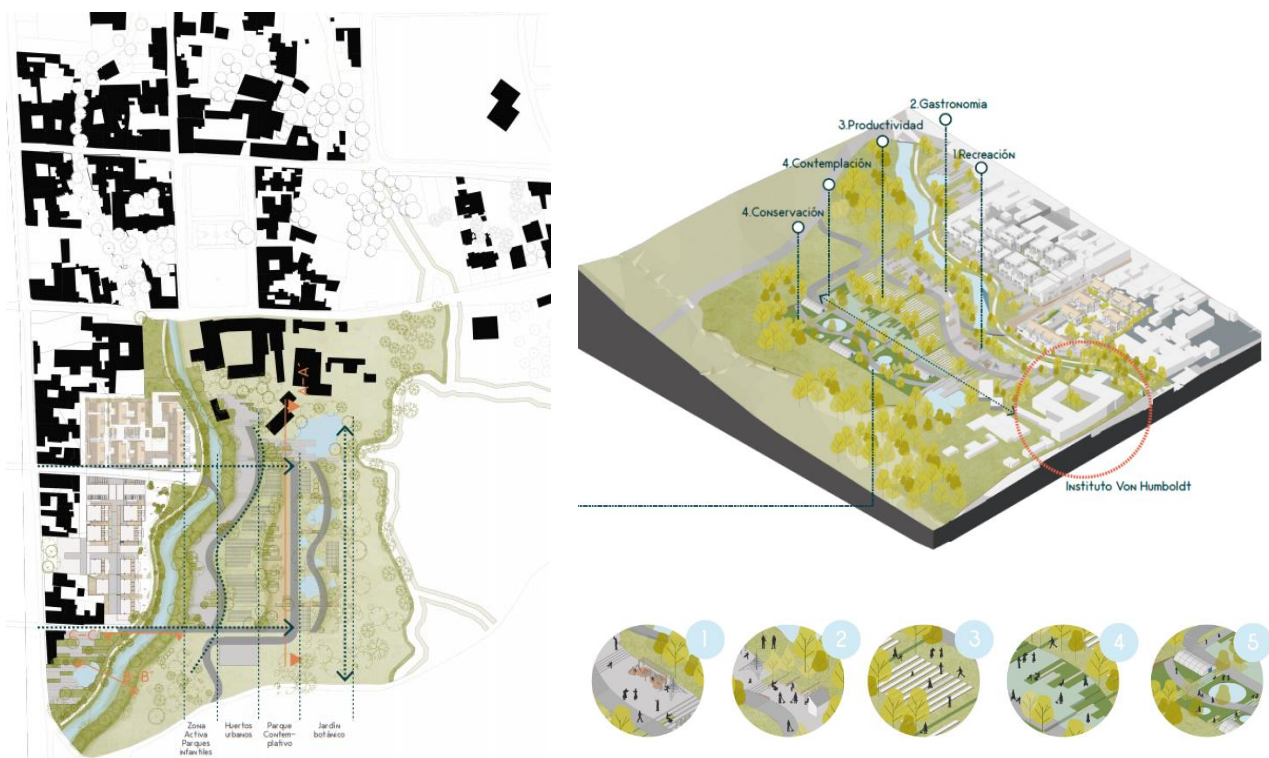 A-A'
C-C'
B-B'
Zona
Activa
Parques
infantiles
Huertos
urbanos
Parque
Contem-
plativo
Jardín
botánico
2.Gastronomia
3.Productividad
1.Recreación
4.Contemplación
4.Conservación
Instituto Von Humboldt
1
2
3
4
5